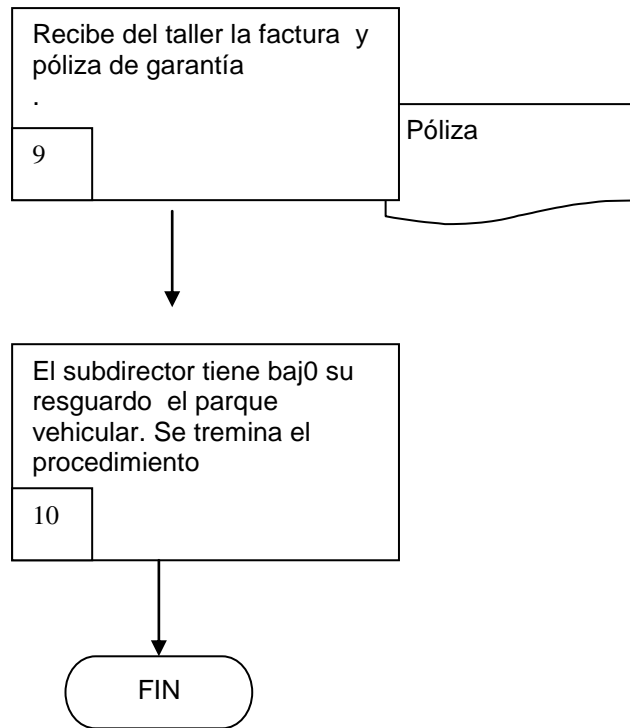 Recibe del taller la factura  y
póliza de garantía
.
9
Póliza
El subdirector tiene baj0 su
resguardo  el parque
vehicular. Se tremina el
procedimiento
10
FIN